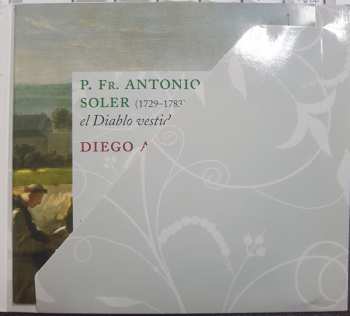 P. Fr. ANTONIO
SOLER (1729-1783)
el Diablo vestid
DIEGO A